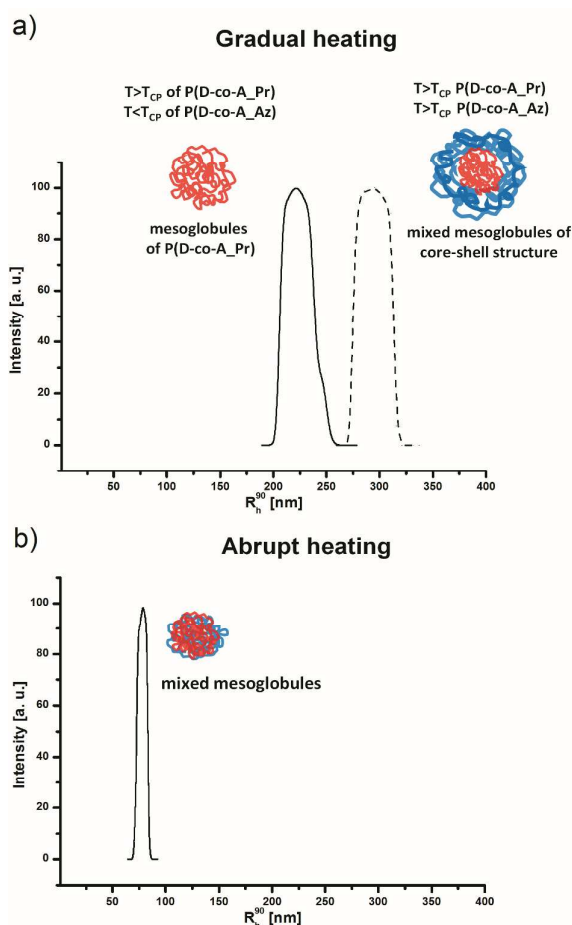 a)
Gradual heating
T>TCP of P(D-co-A_Pr)
T<TCP of P(D-co-A_Az)
T>TCP P(D-co-A_Pr)
T>TCP P(D-co-A_Az)
mesoglobules
of P(D-co-A_Pr)
mixed mesoglobules of
core-shell structure
Intensity [a. u.]
100
80
60
40
20
0
50 100 150 200 250 300 350 400
Rh90 [nm]
b)
Abrupt heating
mixed mesoglobules
Intensity [a. u.]
100
80
60
40
20
0
50 100 150 200 250 300 350 400
Rh90 [nm]